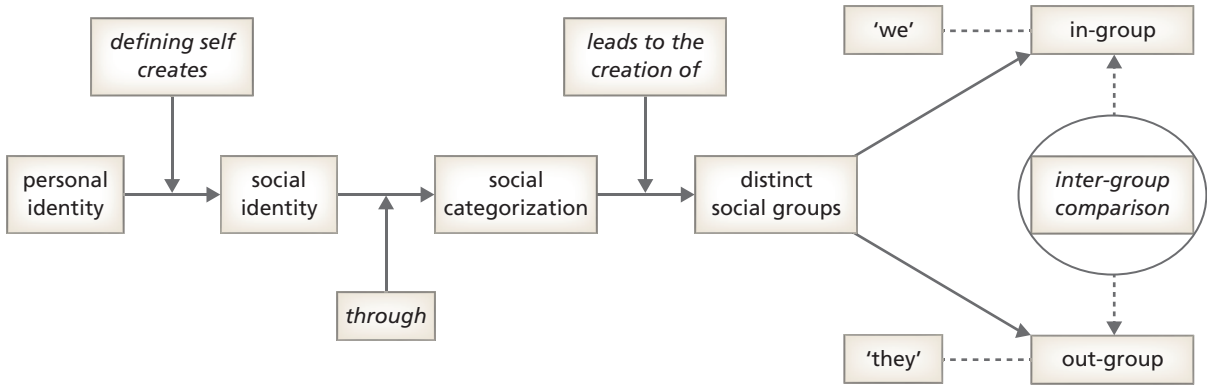 defining self
creates
leads to the
creation of
‘we’
in-group
personal
identity
social
identity
social
categorization
distinct
social groups
inter-group
comparison
through
‘they’
out-group